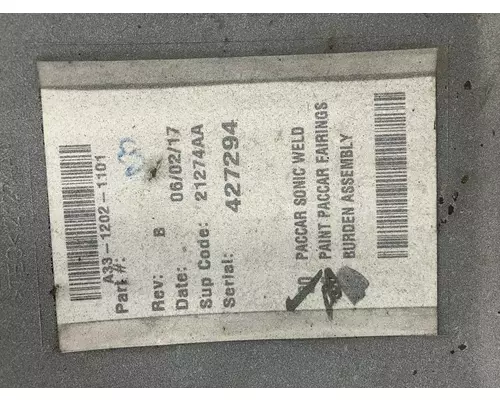 A33-1202-1101
Part #:
Rev: B
Date: 06/02/17
Sup Code: 21274AA
Serial: 427294
PACCAR SONIC WELD
PAINT PACCAR FAIRINGS
BURDEN ASSEMBLY